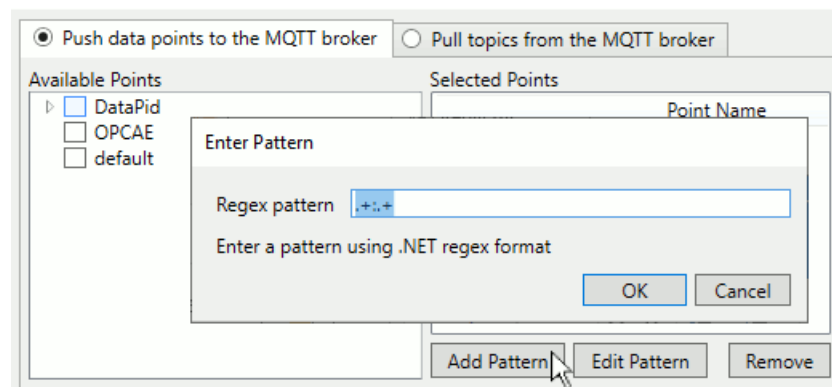 Push data points to the MQTT broker
Pull topics from the MQTT broker
Available Points
Selected Points
DataPid
OPCAE
default
Point Name
Enter Pattern
Regex pattern .+:.+
Enter a pattern using .NET regex format
OK Cancel
Add Pattern Edit Pattern Remove